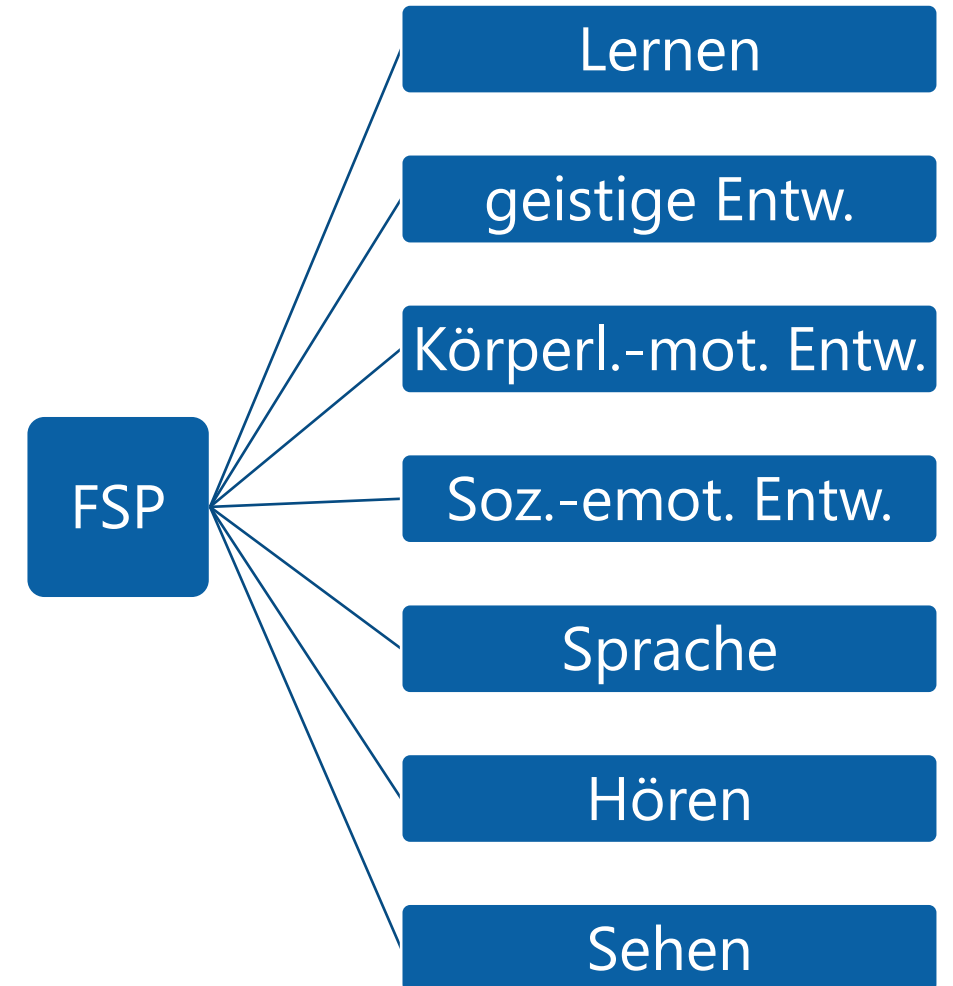 Lernen
geistige Entw.
Körperl.-mot. Entw.
FSP
Soz.-emot. Entw.
Sprache
Hören
Sehen